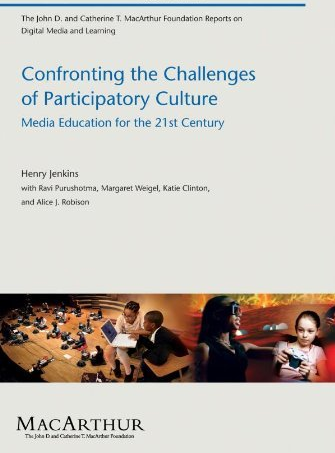 The John D. and Catherine T. MacArthur Foundation Reports on
Digital Media and Learning
Confronting the Challenges
of Participatory Culture
Media Education for the 21st Century
Henry Jenkins
with Ravi Purushotma, Margaret Weigel, Katie Clinton,
and Alice J. Robison
MACARTHUR
The John D. and Catherine T. MacArthur Foundation